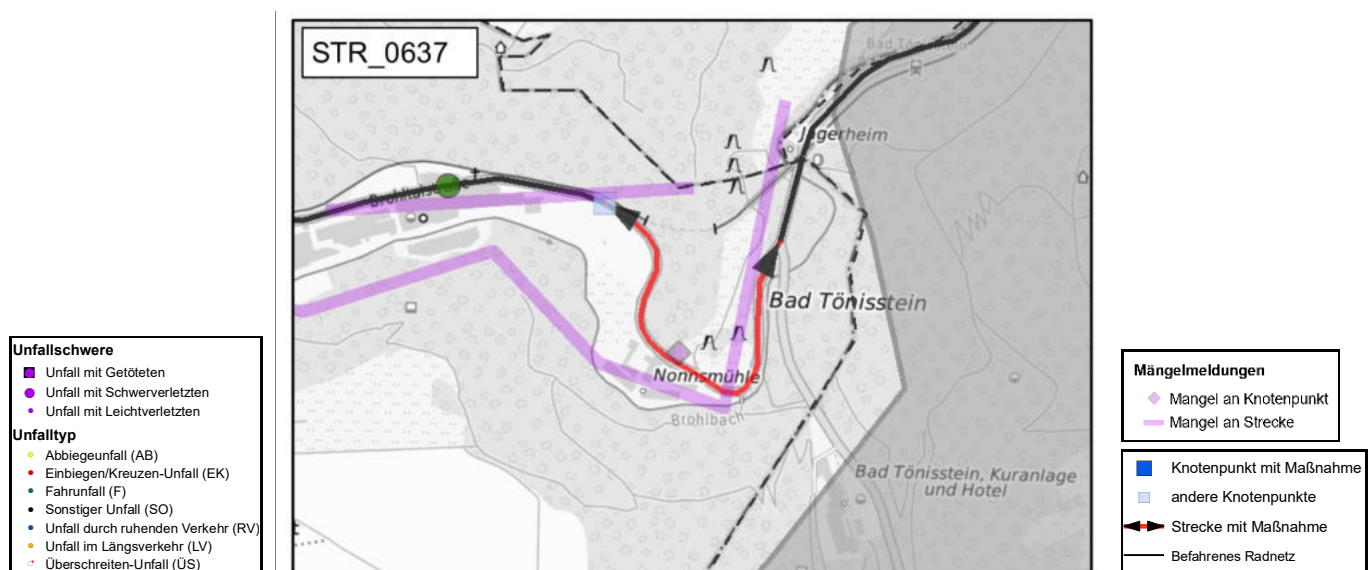 STR_0637
Bad Tönisstein
Jägerheim
Brohltalstraße
Bad Tönisstein
Nonnsmühle
Brohlbach
Bad Tönisstein, Kuranlage
und Hotel
Unfallschwere
Unfall mit Getöteten
Unfall mit Schwerverletzten
Unfall mit Leichtverletzten
Unfalltyp
Abbiegeunfall (AB)
Einbiegen/Kreuzen-Unfall (EK)
Fahrunfall (F)
Sonstiger Unfall (SO)
Unfall durch ruhenden Verkehr (RV)
Unfall im Längsverkehr (LV)
Überschreiten-Unfall (ÜS)
Mängelmeldungen
Mangel an Knotenpunkt
Mangel an Strecke
Knotenpunkt mit Maßnahme
andere Knotenpunkte
Strecke mit Maßnahme
Befahrenes Radnetz